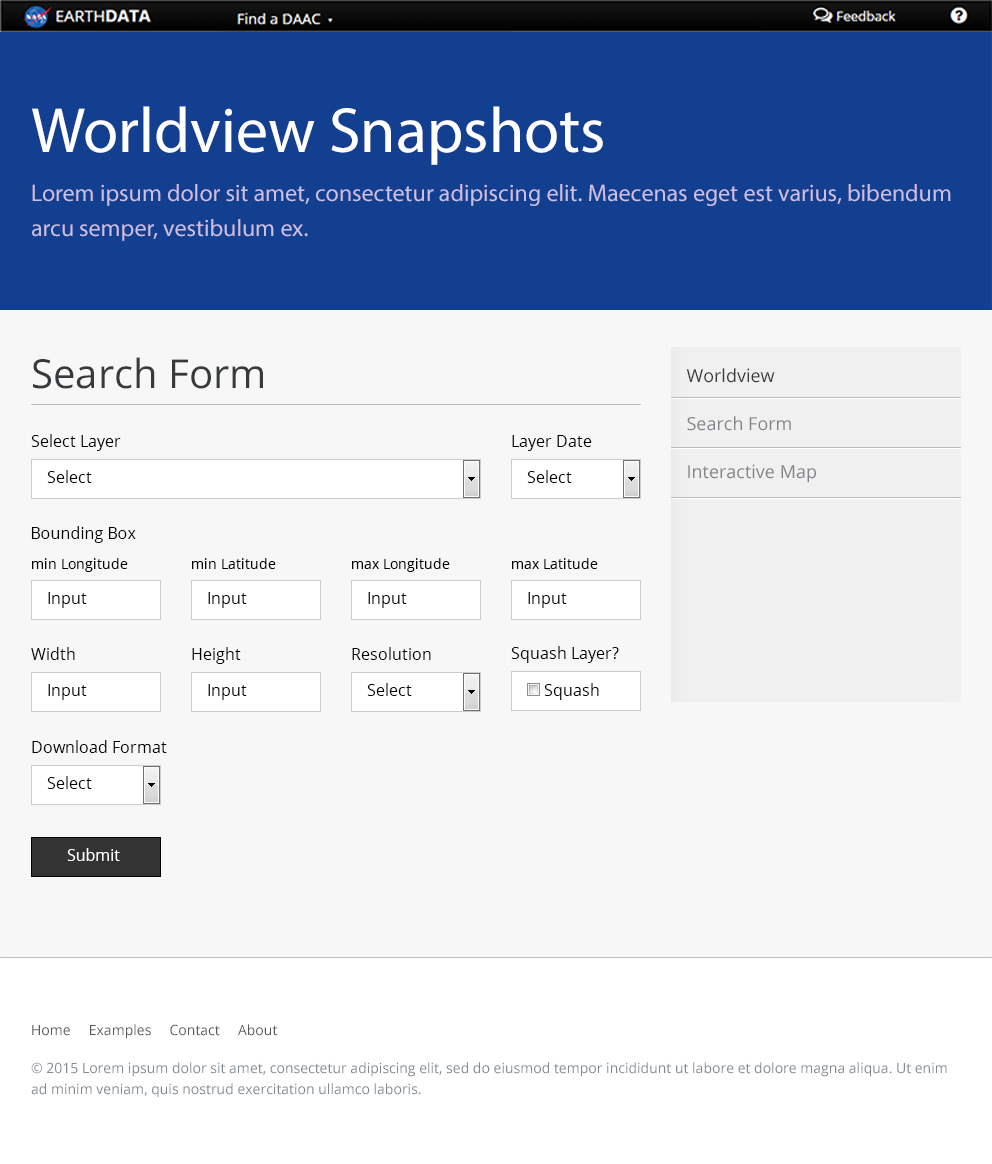 EARTHDATA Find a DAAC Feedback ?
Worldview Snapshots
Lorem ipsum dolor sit amet, consectetur adipiscing elit. Maecenas eget est varius, bibendum
arcu semper, vestibulum ex.
Search Form
Select Layer Layer Date
Select Select
Bounding Box
min Longitude min Latitude max Longitude max Latitude
Input Input Input Input
Width Height Resolution Squash Layer?
Input Input Select Squash
Download Format
Select
Submit
Worldview
Search Form
Interactive Map
Home Examples Contact About
© 2015 Lorem ipsum dolor sit amet, consectetur adipiscing elit, sed do eiusmod tempor incididunt ut labore et dolore magna aliqua. Ut enim
ad minim veniam, quis nostrud exercitation ullamco laboris.